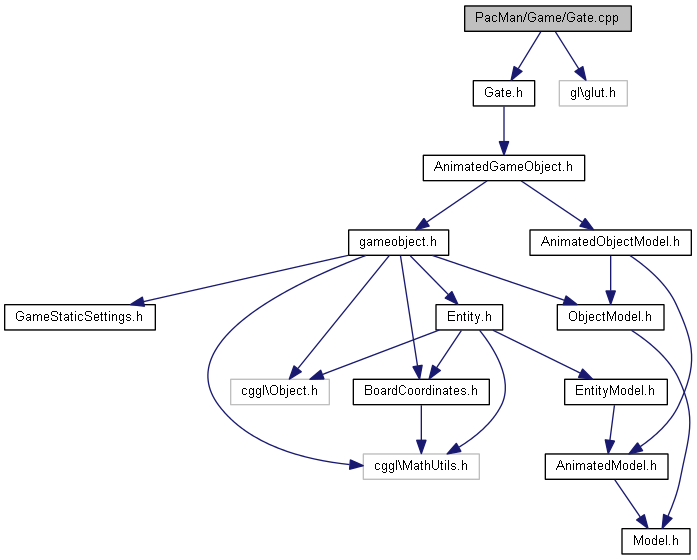 PacMan/Game/Gate.cpp
Gate.h
gl\glut.h
AnimatedGameObject.h
gameobject.h
AnimatedObjectModel.h
GameStaticSettings.h
Entity.h
ObjectModel.h
cggl\Object.h
BoardCoordinates.h
EntityModel.h
cggl\MathUtils.h
AnimatedModel.h
Model.h